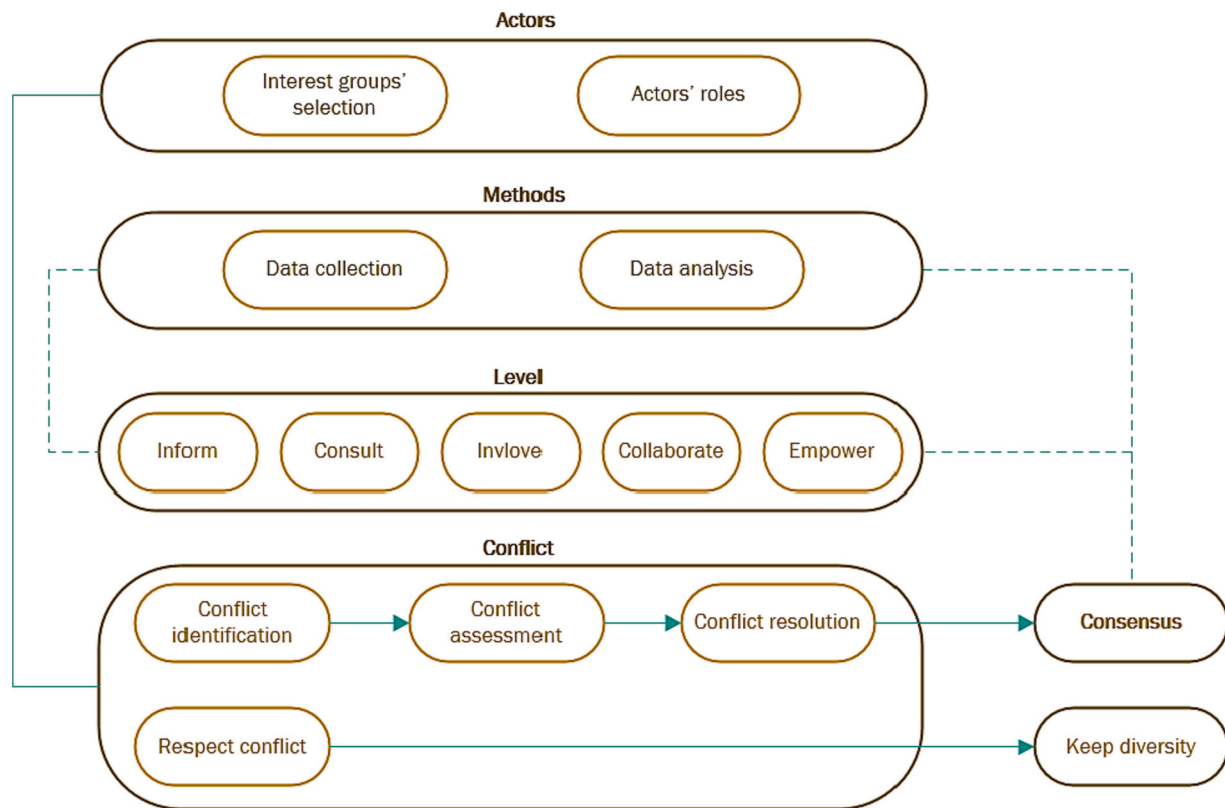 Actors
Interest groups'
selection
Actors' roles
Methods
Data collection
Data analysis
Level
Inform
Consult
Invlove
Collaborate
Empower
Conflict
Conflict
identification
Conflict
assessment
Conflict resolution
Consensus
Respect conflict
Keep diversity